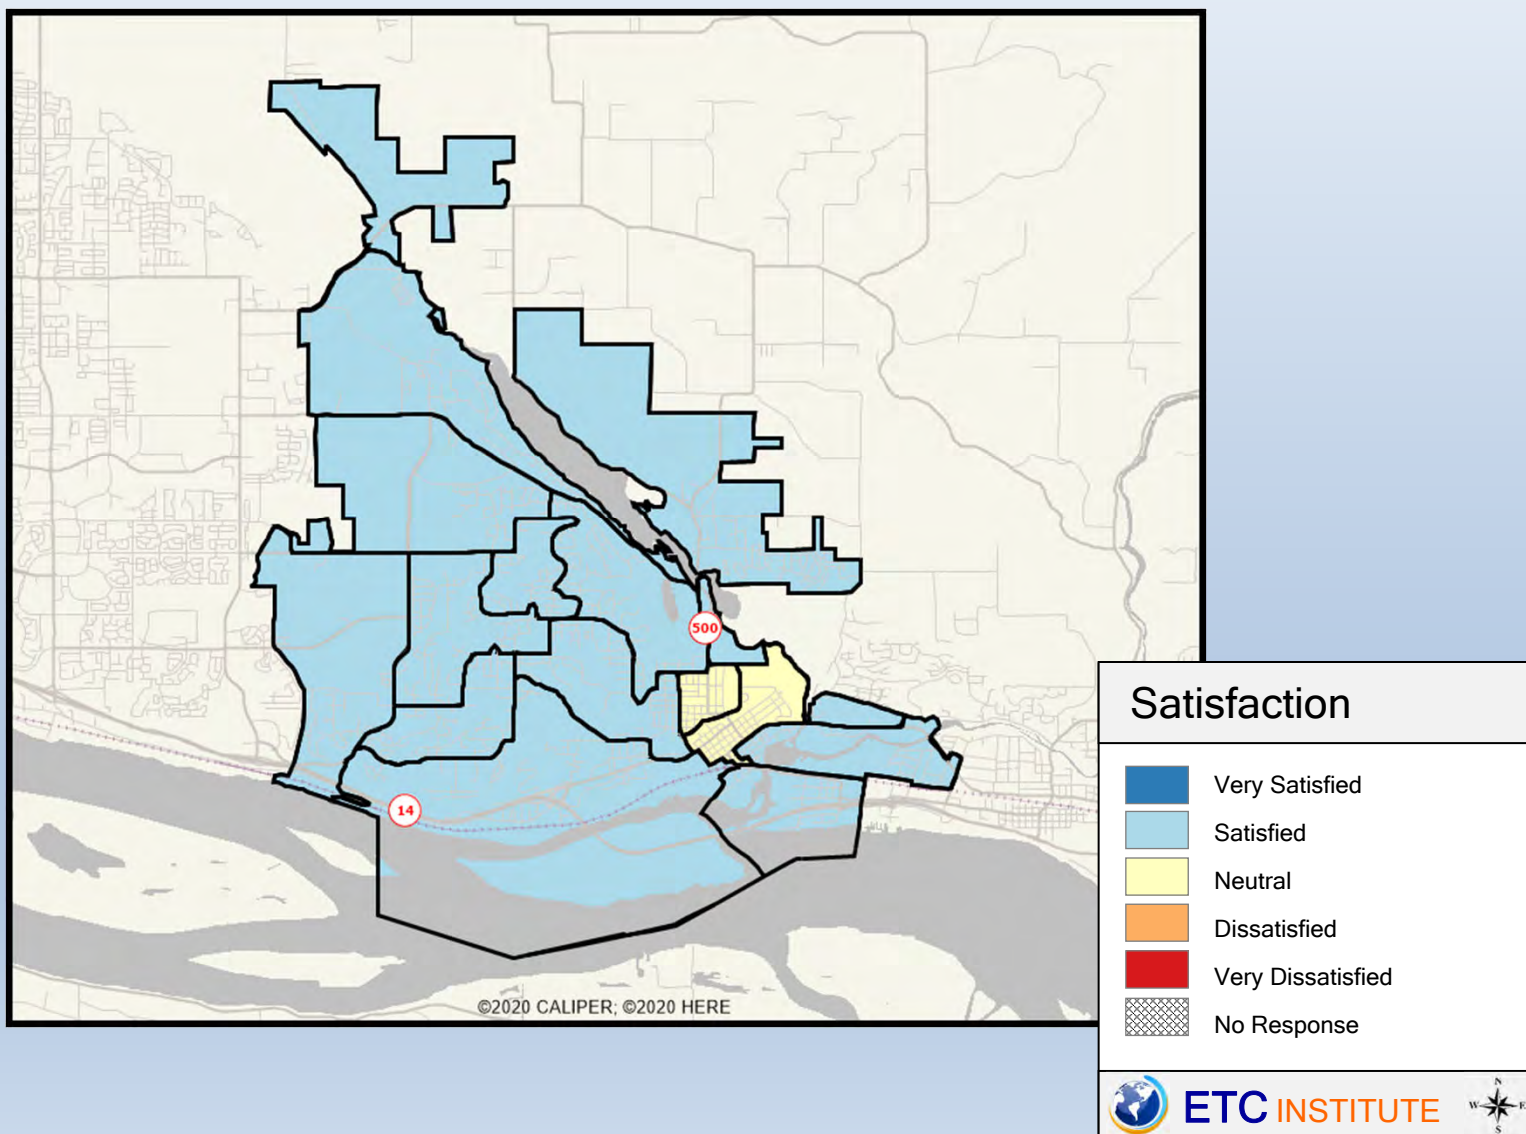 500
14
©2020 CALIPER; ©2020 HERE
Satisfaction
Very Satisfied
Satisfied
Neutral
Dissatisfied
Very Dissatisfied
No Response
ETC INSTITUTE
N
W E
S